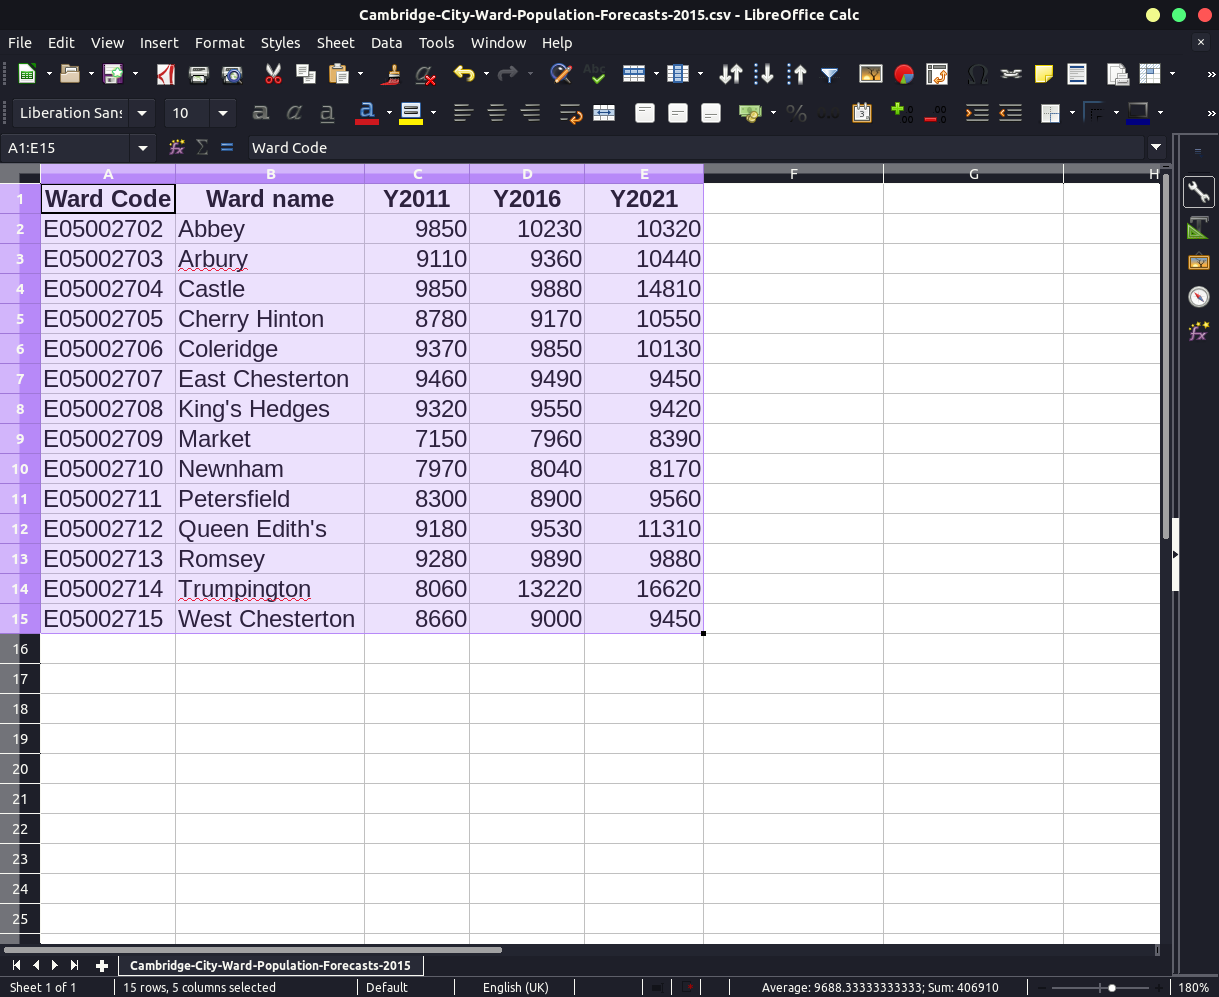 Cambridge-City-Ward-Population-Forecasts-2015.csv - LibreOffice Calc
File Edit View Insert Format Styles Sheet Data Tools Window Help
Liberation Sans 10
A1:E15 Ward Code
A B C D E F G H
1 Ward Code Ward name Y2011 Y2016 Y2021
2 E05002702 Abbey 9850 10230 10320
3 E05002703 Arbury 9110 9360 10440
4 E05002704 Castle 9850 9880 14810
5 E05002705 Cherry Hinton 8780 9170 10550
6 E05002706 Coleridge 9370 9850 10130
7 E05002707 East Chesterton 9460 9490 9450
8 E05002708 King's Hedges 9320 9550 9420
9 E05002709 Market 7150 7960 8390
10 E05002710 Newnham 7970 8040 8170
11 E05002711 Petersfield 8300 8900 9560
12 E05002712 Queen Edith's 9180 9530 11310
13 E05002713 Romsey 9280 9890 9880
14 E05002714 Trumpington 8060 13220 16620
15 E05002715 West Chesterton 8660 9000 9450
16
17
18
19
20
21
22
23
24
25
Cambridge-City-Ward-Population-Forecasts-2015
Sheet 1 of 1 15 rows, 5 columns selected Default English (UK) Average: 9688.33333333333; Sum: 406910 180%